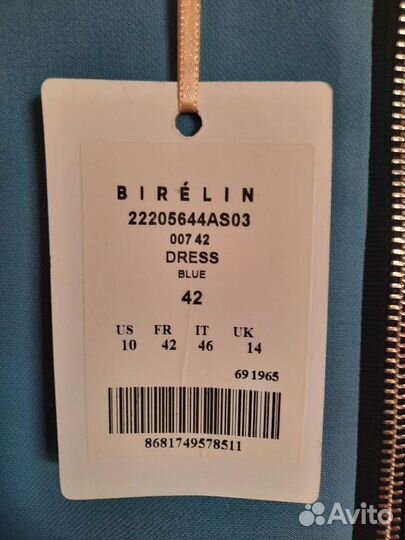 BIRÉLIN
22205644AS03
007 42
DRESS
BLUE
42
US FR IT UK
10 42 46 14
69 1965
8681749578511
Avito